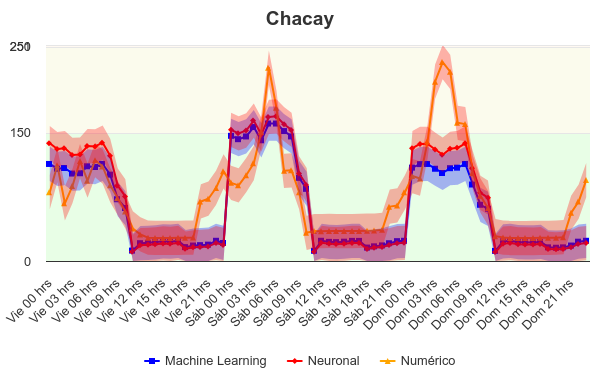 Chacay
250
150
0
Vie 00 hrs
Vie 03 hrs
Vie 06 hrs
Vie 09 hrs
Vie 12 hrs
Vie 15 hrs
Vie 18 hrs
Vie 21 hrs
Sáb 00 hrs
Sáb 03 hrs
Sáb 06 hrs
Sáb 09 hrs
Sáb 12 hrs
Sáb 15 hrs
Sáb 18 hrs
Sáb 21 hrs
Dom 00 hrs
Dom 03 hrs
Dom 06 hrs
Dom 09 hrs
Dom 12 hrs
Dom 15 hrs
Dom 18 hrs
Dom 21 hrs
Machine Learning Neuronal Numérico